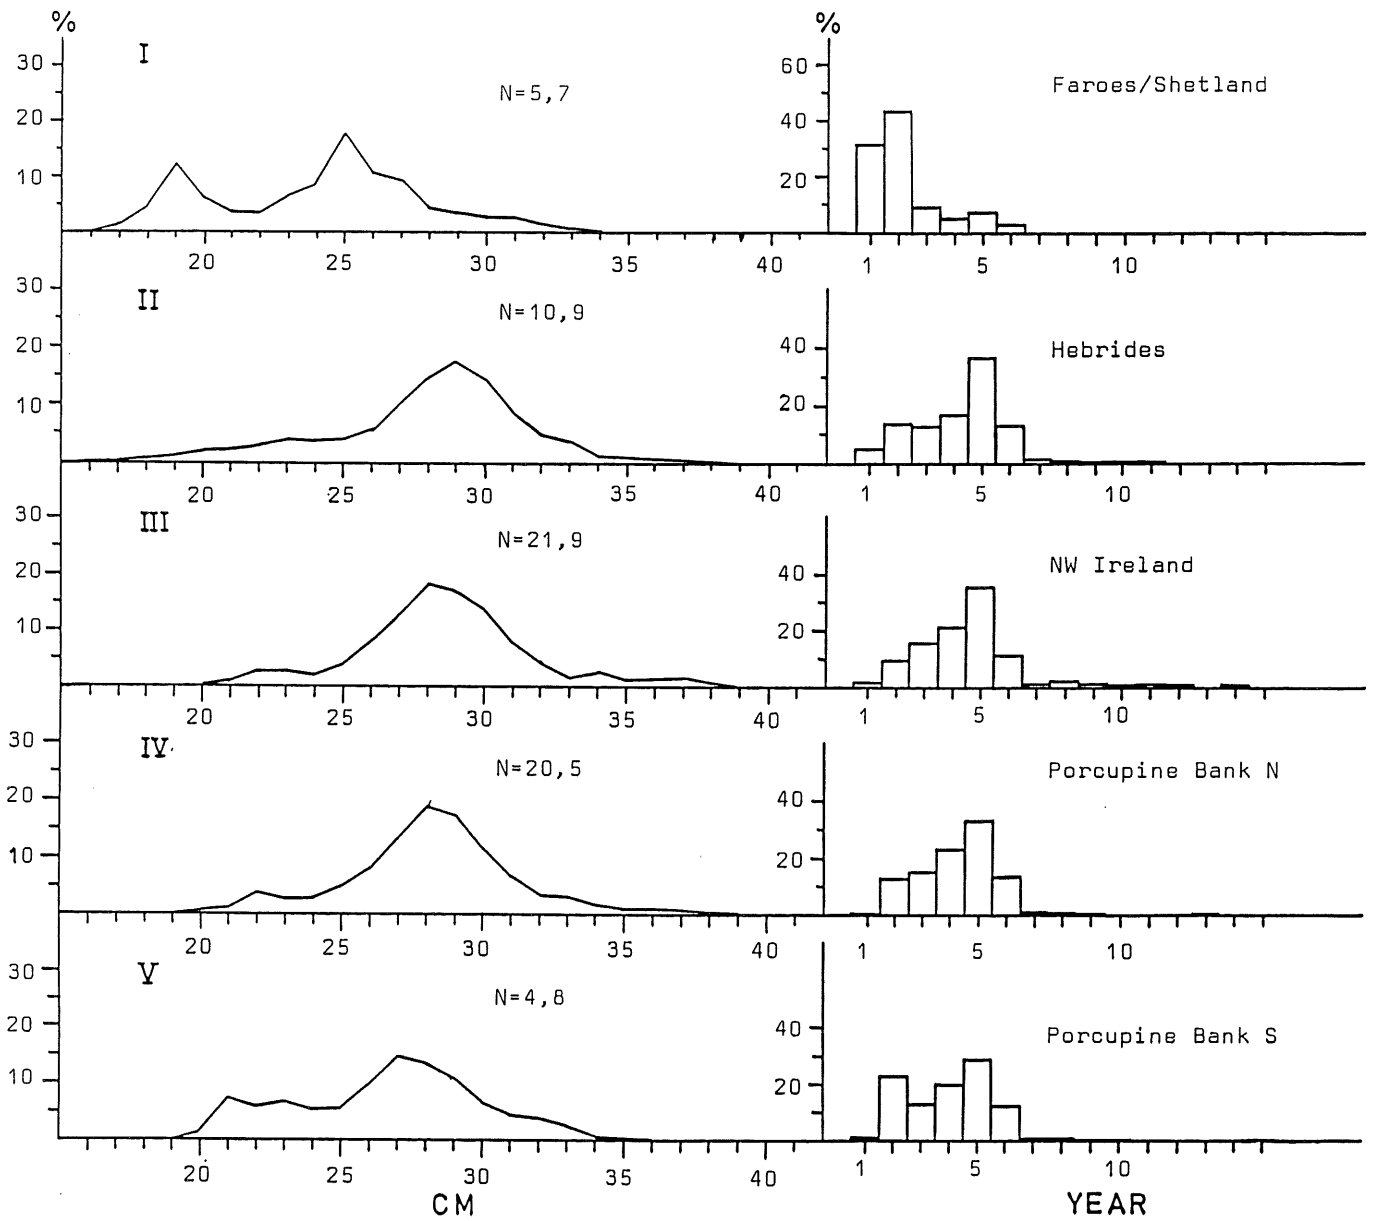 % %
I
30 60
N=5,7 Faroes/Shetland
20 40
10 20
20 25 30 35 40 1 5 10
30 II
N=10,9
20 40 Hebrides
10 20
20 25 30 35 40 1 5 10
30 III
N=21,9
20 40 NW Ireland
10 20
20 25 30 35 40 1 5 10
30 IV
N=20,5 Porcupine Bank N
20 40
10 20
20 25 30 35 40 1 5 10
30 V
N=4,8
20 40 Porcupine Bank S
10 20
20 25 30 35 40 1 5 10
CM YEAR